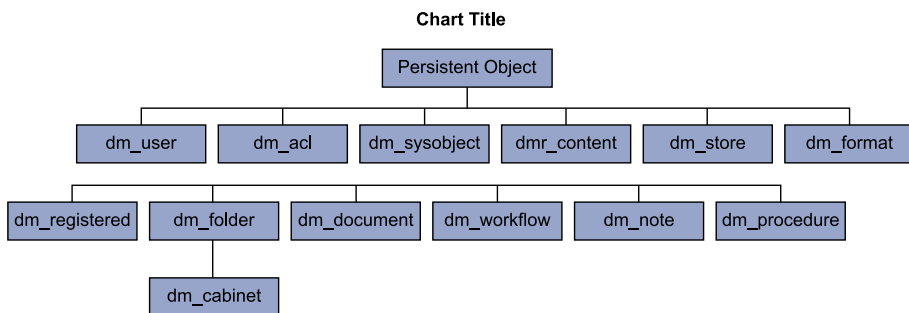 Chart Title
Persistent Object
dm_user
dm_acl
dm_sysobject
dmr_content
dm_store
dm_format
dm_registered
dm_folder
dm_document
dm_workflow
dm_note
dm_procedure
dm_cabinet